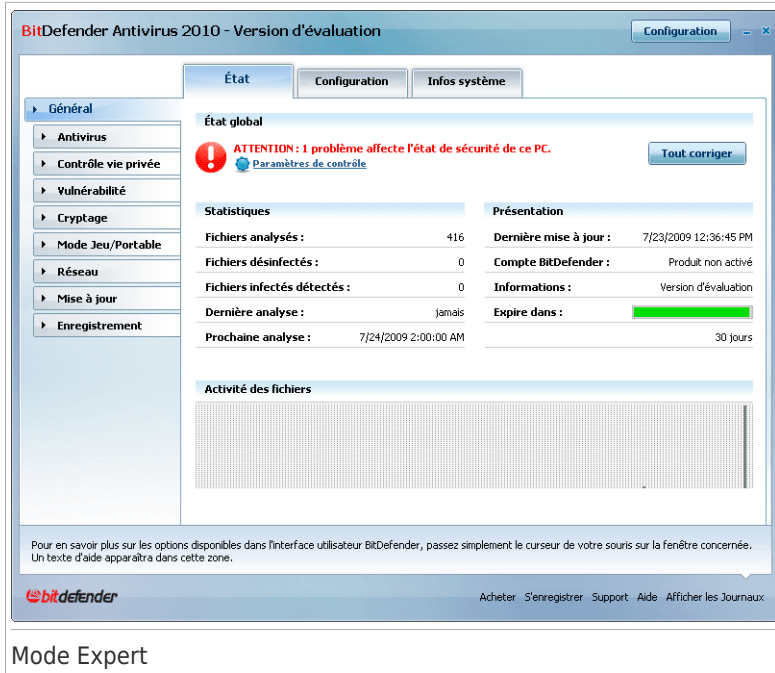 BitDefender Antivirus 2010 - Version d'évaluation
Configuration
État
Configuration
Infos système
Général
Antivirus
Contrôle vie privée
Vulnérabilité
Cryptage
Mode Jeu/Portable
Réseau
Mise à jour
Enregistrement
État global
ATTENTION : 1 problème affecte l'état de sécurité de ce PC.
Paramètres de contrôle
Tout corriger
Statistiques
Fichiers analysés : 416
Fichiers désinfectés : 0
Fichiers infectés détectés : 0
Dernière analyse : jamais
Prochaine analyse : 7/24/2009 2:00:00 AM
Présentation
Dernière mise à jour : 7/23/2009 12:36:45 PM
Compte BitDefender : Produit non activé
Informations : Version d'évaluation
Expire dans :
30 jours
Activité des fichiers
Pour en savoir plus sur les options disponibles dans l'interface utilisateur BitDefender, passez simplement le curseur de votre souris sur la fenêtre concernée.
Un texte d'aide apparaîtra dans cette zone.
bitdefender
Acheter S'enregistrer Support Aide Afficher les Journaux
Mode Expert